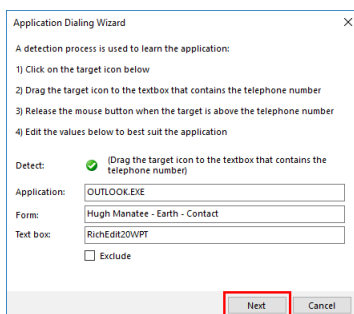 Application Dialing Wizard
A detection process is used to learn the application:
1) Click on the target icon below
2) Drag the target icon to the textbox that contains the telephone number
3) Release the mouse button when the target is above the telephone number
4) Edit the values below to best suit the application
Detect: (Drag the target icon to the textbox that contains the
telephone number)
Application: OUTLOOK.EXE
Form: Hugh Manatee - Earth - Contact
Text box: RichEdit20WPT
Exclude
Next Cancel